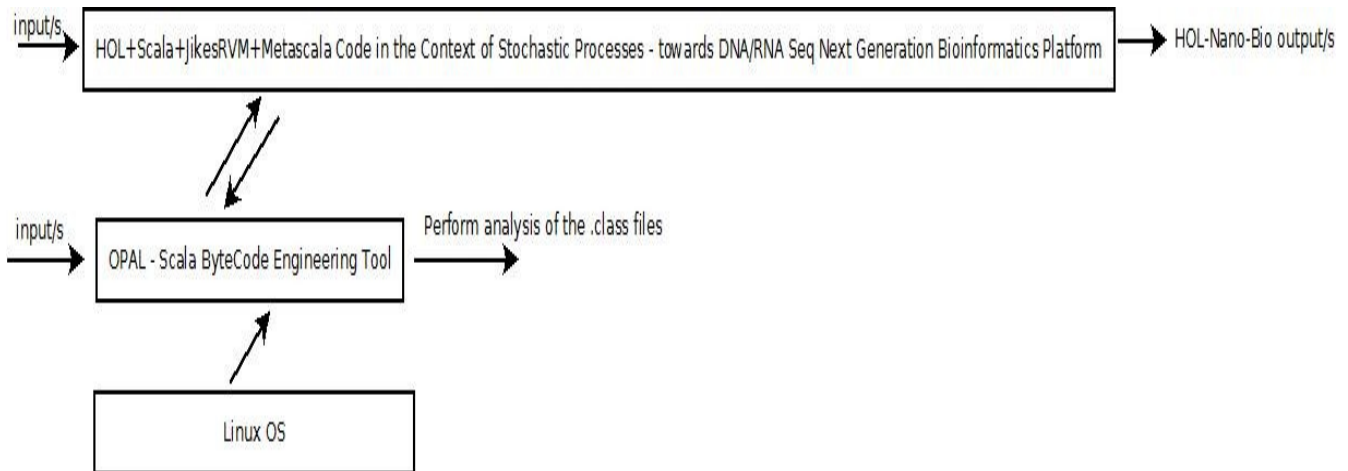 input/s
HOL+Scala+JikesRVM+Metascala Code in the Context of Stochastic Processes - towards DNA/RNA Seq Next Generation Bioinformatics Platform
HOL-Nano-Bio output/s
input/s
OPAL - Scala ByteCode Engineering Tool
Perform analysis of the .class files
Linux OS